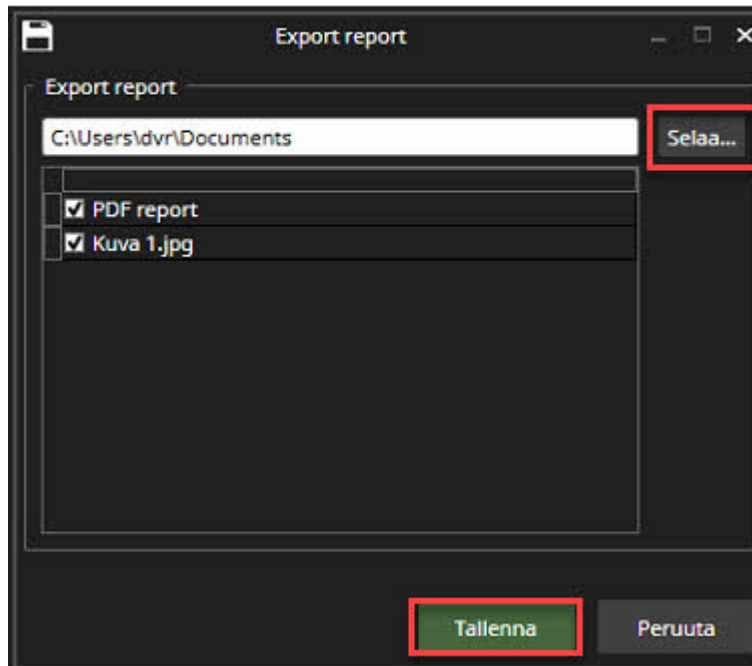 Export report
Export report
C:\Users\dvr\Documents
Selaa...
PDF report
Kuva 1.jpg
Tallenna
Peruuta